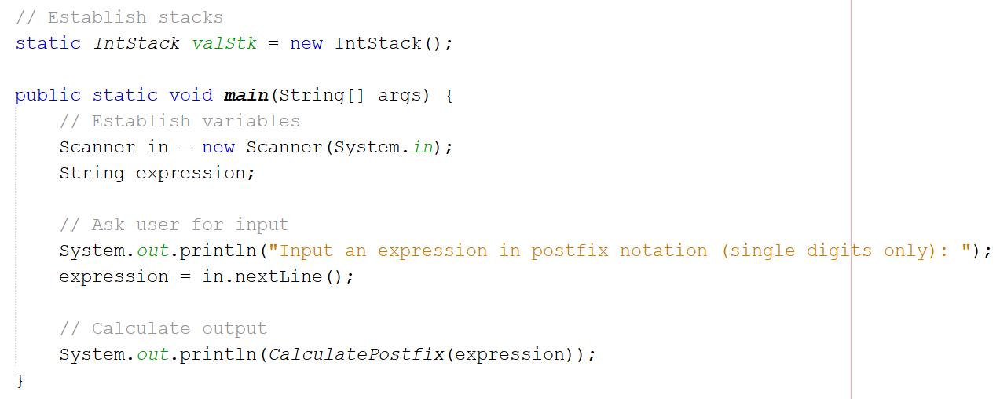 // Establish stacks
static IntStack valStk = new IntStack();

public static void main(String[] args) {
    // Establish variables
    Scanner in = new Scanner(System.in);
    String expression;

    // Ask user for input
    System.out.println("Input an expression in postfix notation (single digits only): ");
    expression = in.nextLine();

    // Calculate output
    System.out.println(CalculatePostfix(expression));
}